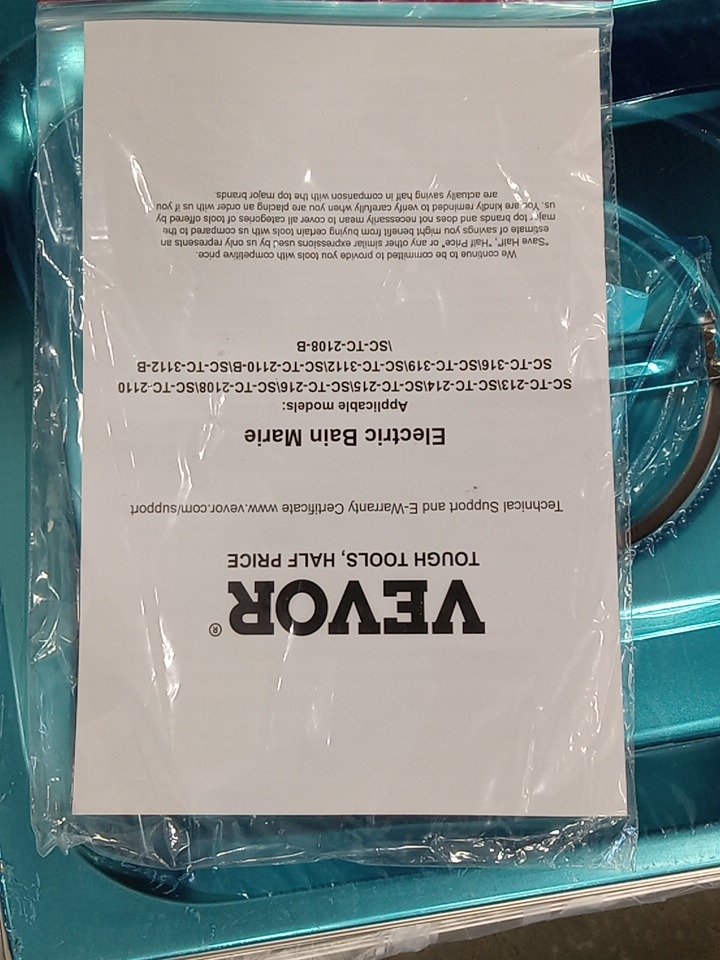 VEVOR®
TOUGH TOOLS, HALF PRICE
Technical Support and E-Warranty Certificate www.vevor.com/support
Electric Bain Marie
Applicable models:
SC-TC-213\SC-TC-214\SC-TC-215\SC-TC-216\SC-TC-2108\SC-TC-2110
SC-TC-316\SC-TC-319\SC-TC-3112\SC-TC-2110-B\SC-TC-3112-B
\SC-TC-2108-B
We continue to be committed to provide you tools with competitive price.
"Save Half", "Half Price" or any other similar expressions used by us only represents an
estimate of savings you might benefit from buying certain tools with us compared to the
major top brands and does not necessarily mean to cover all categories of tools offered by
us. You are kindly reminded to verify carefully when you are placing an order with us if you
are actually saving half in comparison with the top major brands.